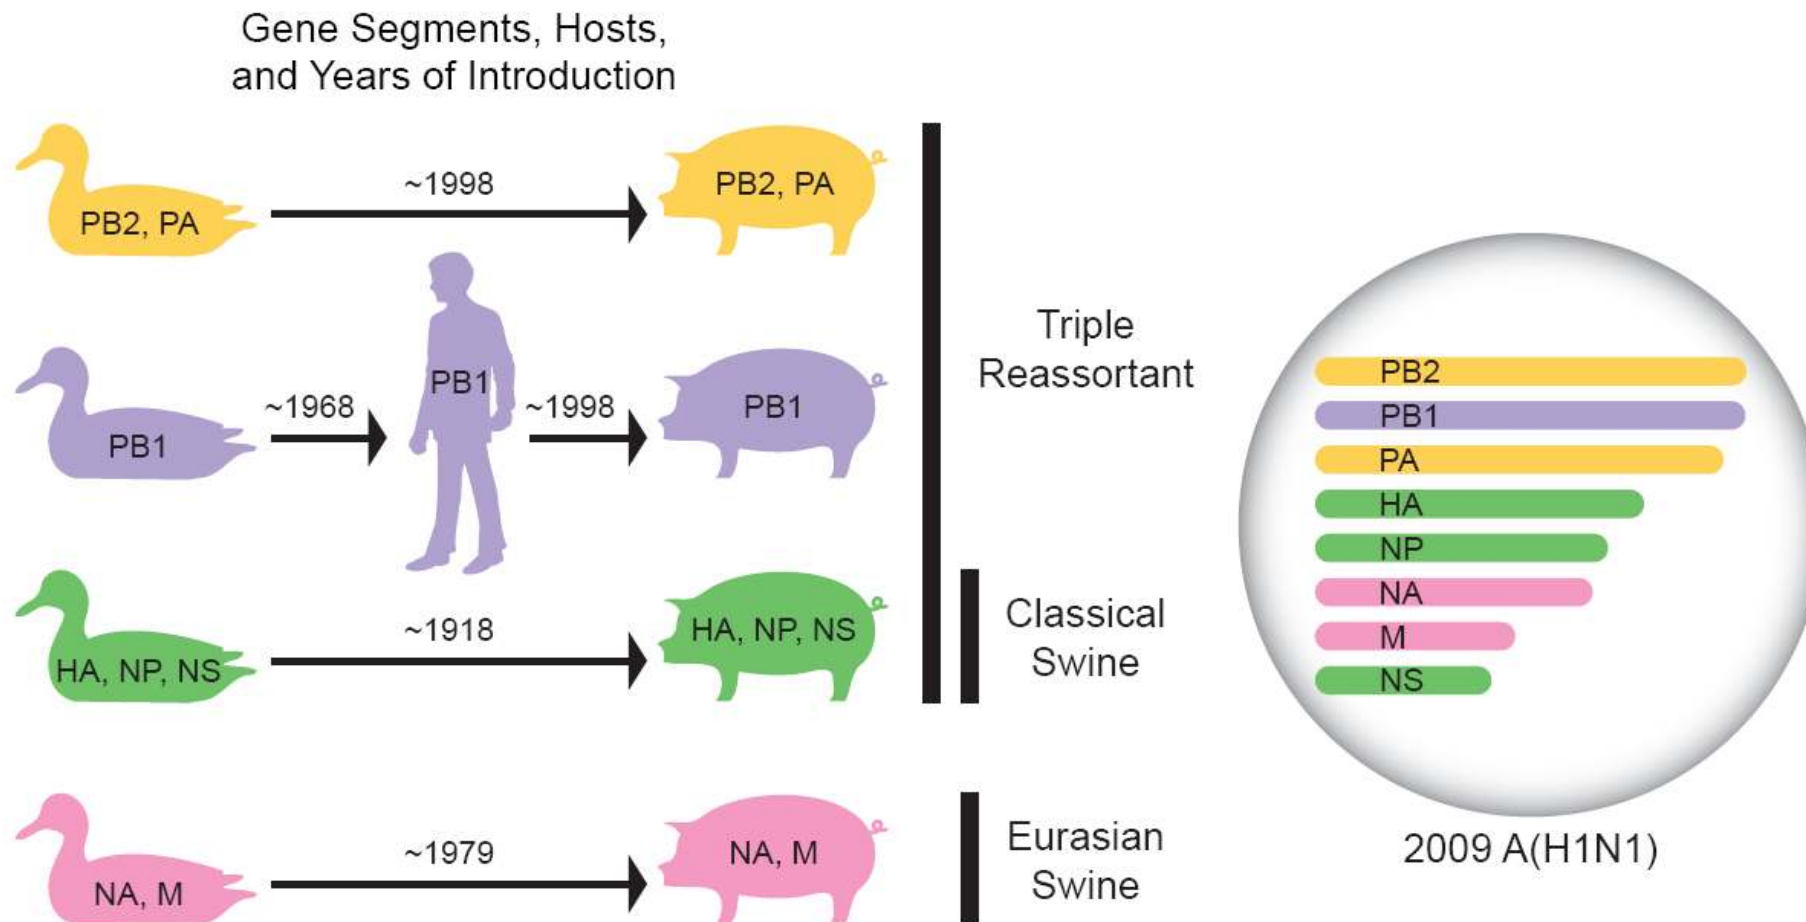 Gene Segments, Hosts,
and Years of Introduction
PB2, PA
~1998
PB2, PA
PB1
~1968
PB1
~1998
PB1
HA, NP, NS
~1918
HA, NP, NS
NA, M
~1979
NA, M
Triple
Reassortant
Classical
Swine
Eurasian
Swine
PB2
PB1
PA
HA
NP
NA
M
NS
2009 A(H1N1)